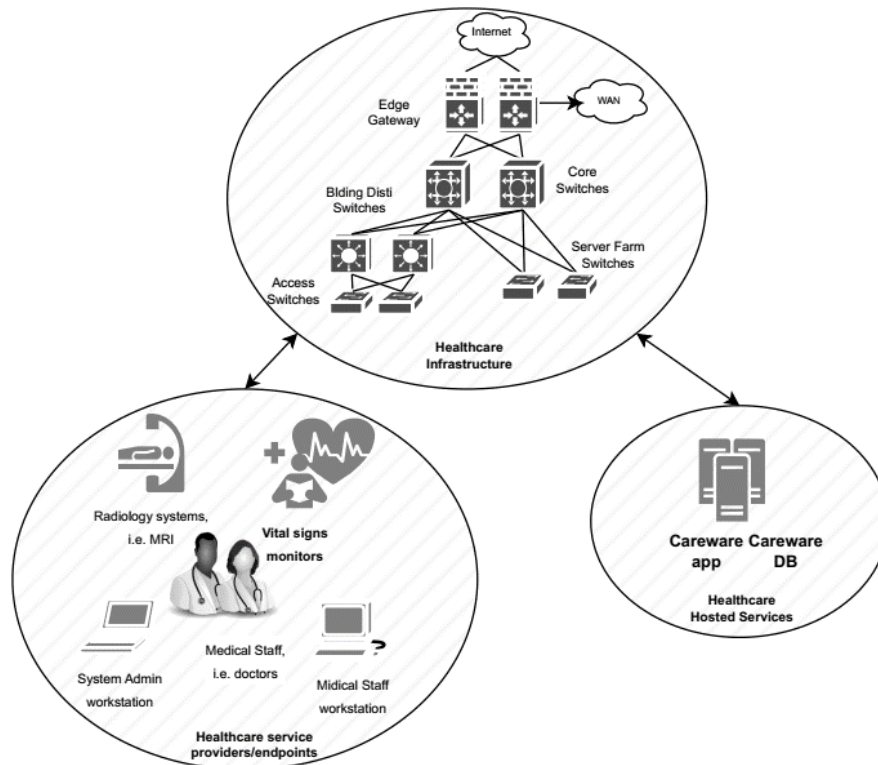 Internet
WAN
Edge
Gateway
Core
Switches
Blding Disti
Switches
Server Farm
Switches
Access
Switches
Healthcare
Infrastructure
Radiology systems,
i.e. MRI
Vital signs
monitors
Medical Staff,
i.e. doctors
System Admin
workstation
Midical Staff
workstation
Healthcare service
providers/endpoints
Careware Careware
app DB
Healthcare
Hosted Services